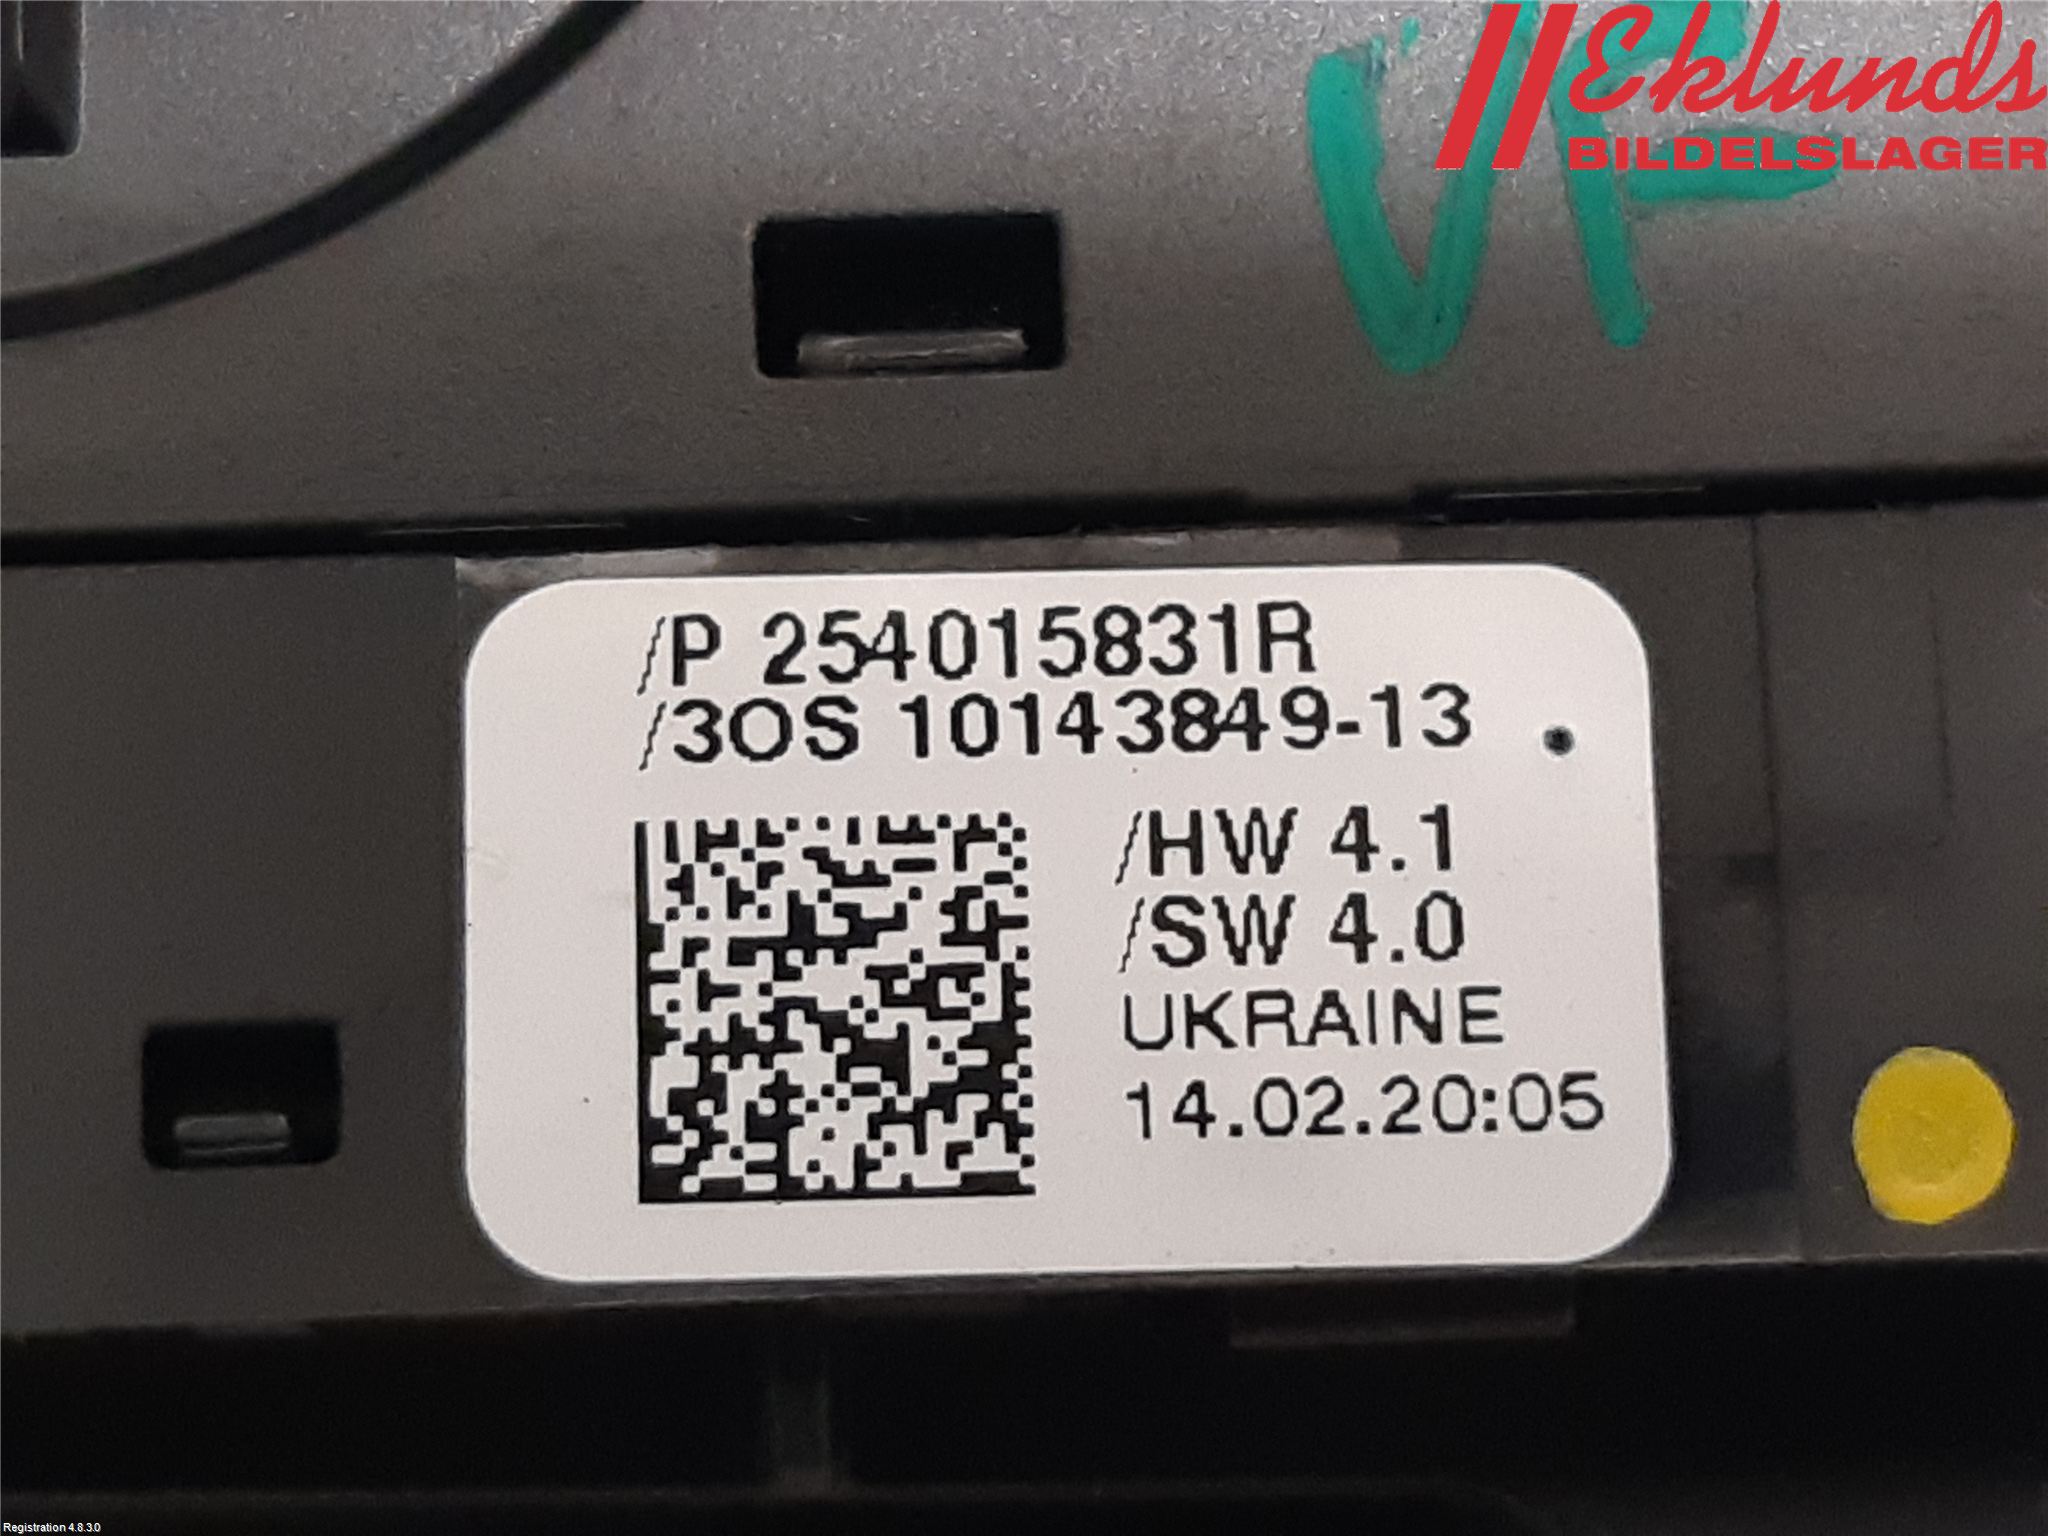 Eklunds
BILDELSLAGER
VF
/P 254015831R
/3OS 10143849-13
/HW 4.1
/SW 4.0
UKRAINE
14.02.20:05
Registration 4.8.3.0